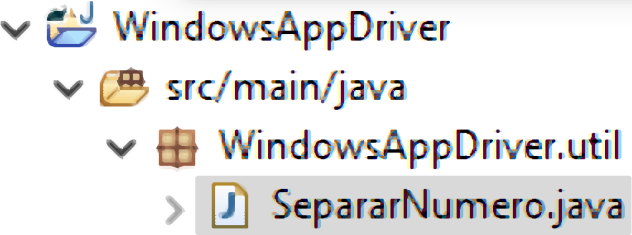 WindowsAppDriver
src/main/java
WindowsAppDriver.util
SepararNumero.java